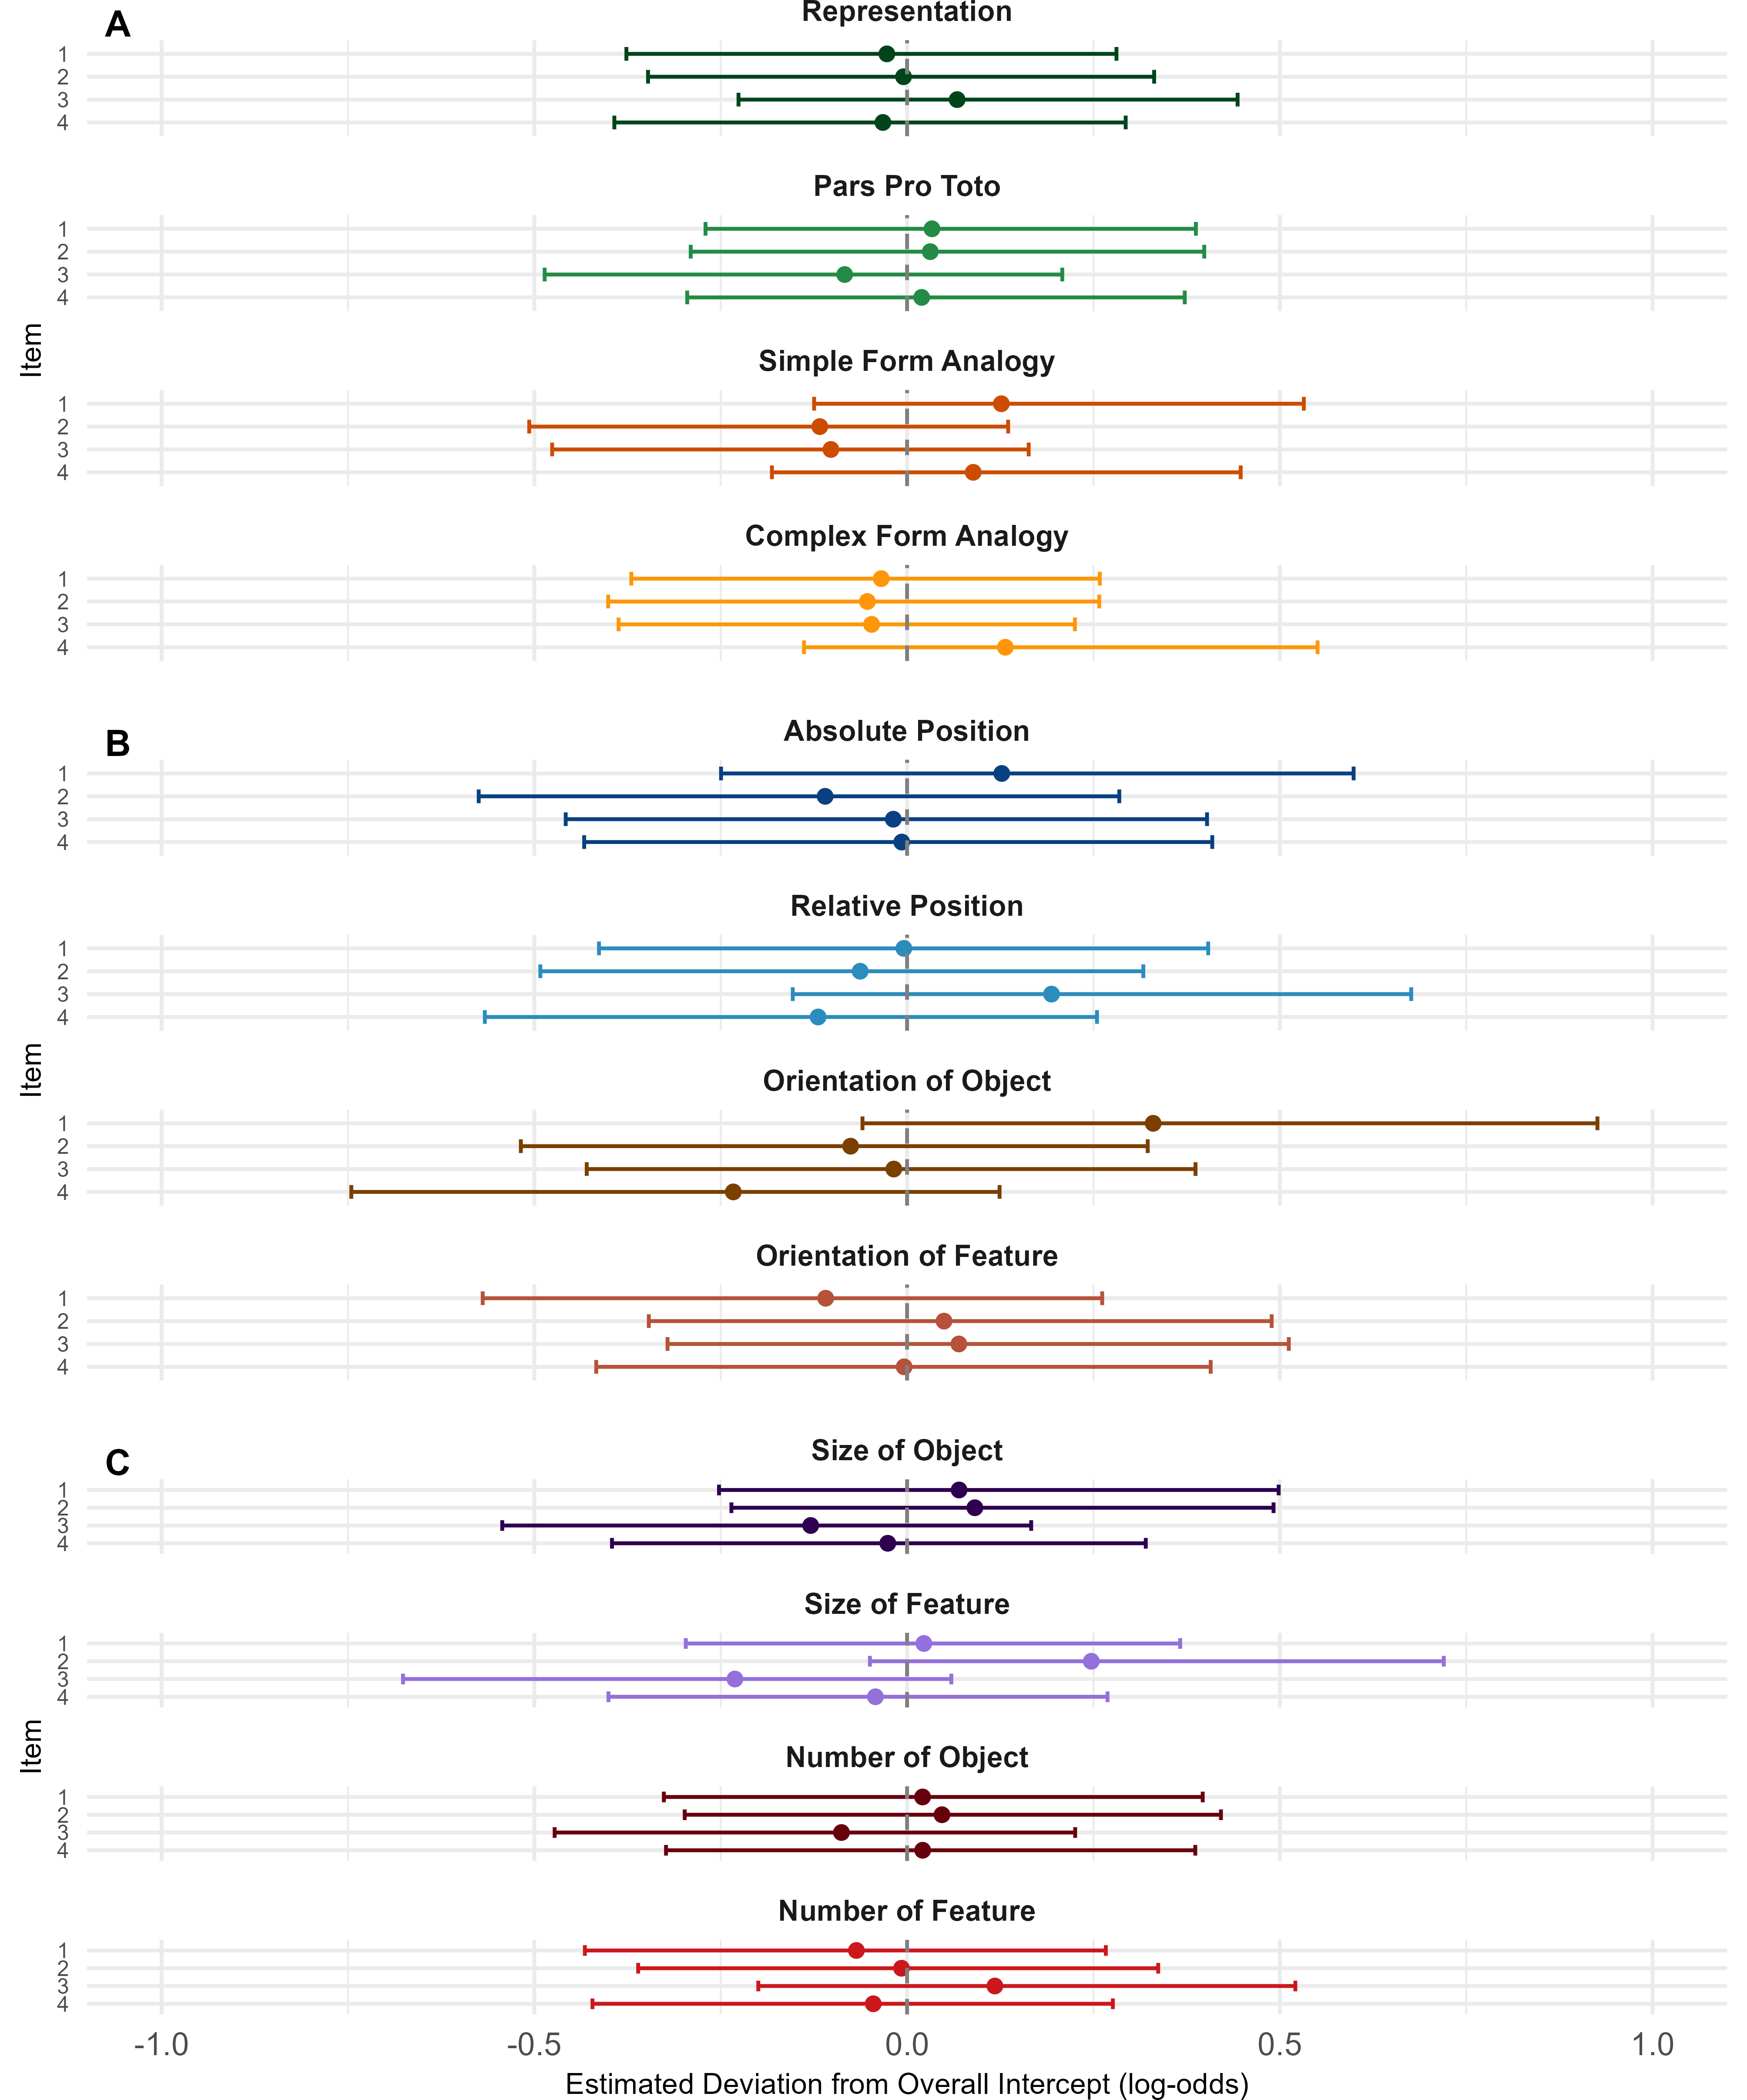 A
Representation
1
2
3
4
Pars Pro Toto
1
2
3
4
Item
Simple Form Analogy
1
2
3
4
Complex Form Analogy
1
2
3
4
B
Absolute Position
1
2
3
4
Relative Position
1
2
3
4
Item
Orientation of Object
1
2
3
4
Orientation of Feature
1
2
3
4
C
Size of Object
1
2
3
4
Size of Feature
1
2
3
4
Item
Number of Object
1
2
3
4
Number of Feature
1
2
3
4
-1.0 -0.5 0.0 0.5 1.0
Estimated Deviation from Overall Intercept (log-odds)